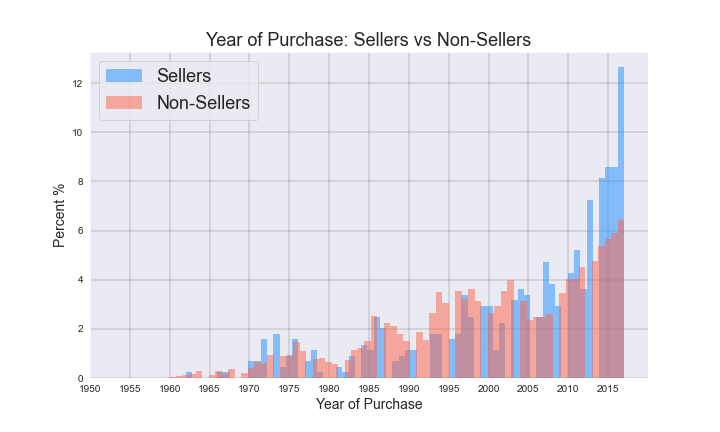 Year of Purchase: Sellers vs Non-Sellers
Sellers
Non-Sellers
12
10
8
6
4
2
0
Percent %
1950 1955 1960 1965 1970 1975 1980 1985 1990 1995 2000 2005 2010 2015
Year of Purchase